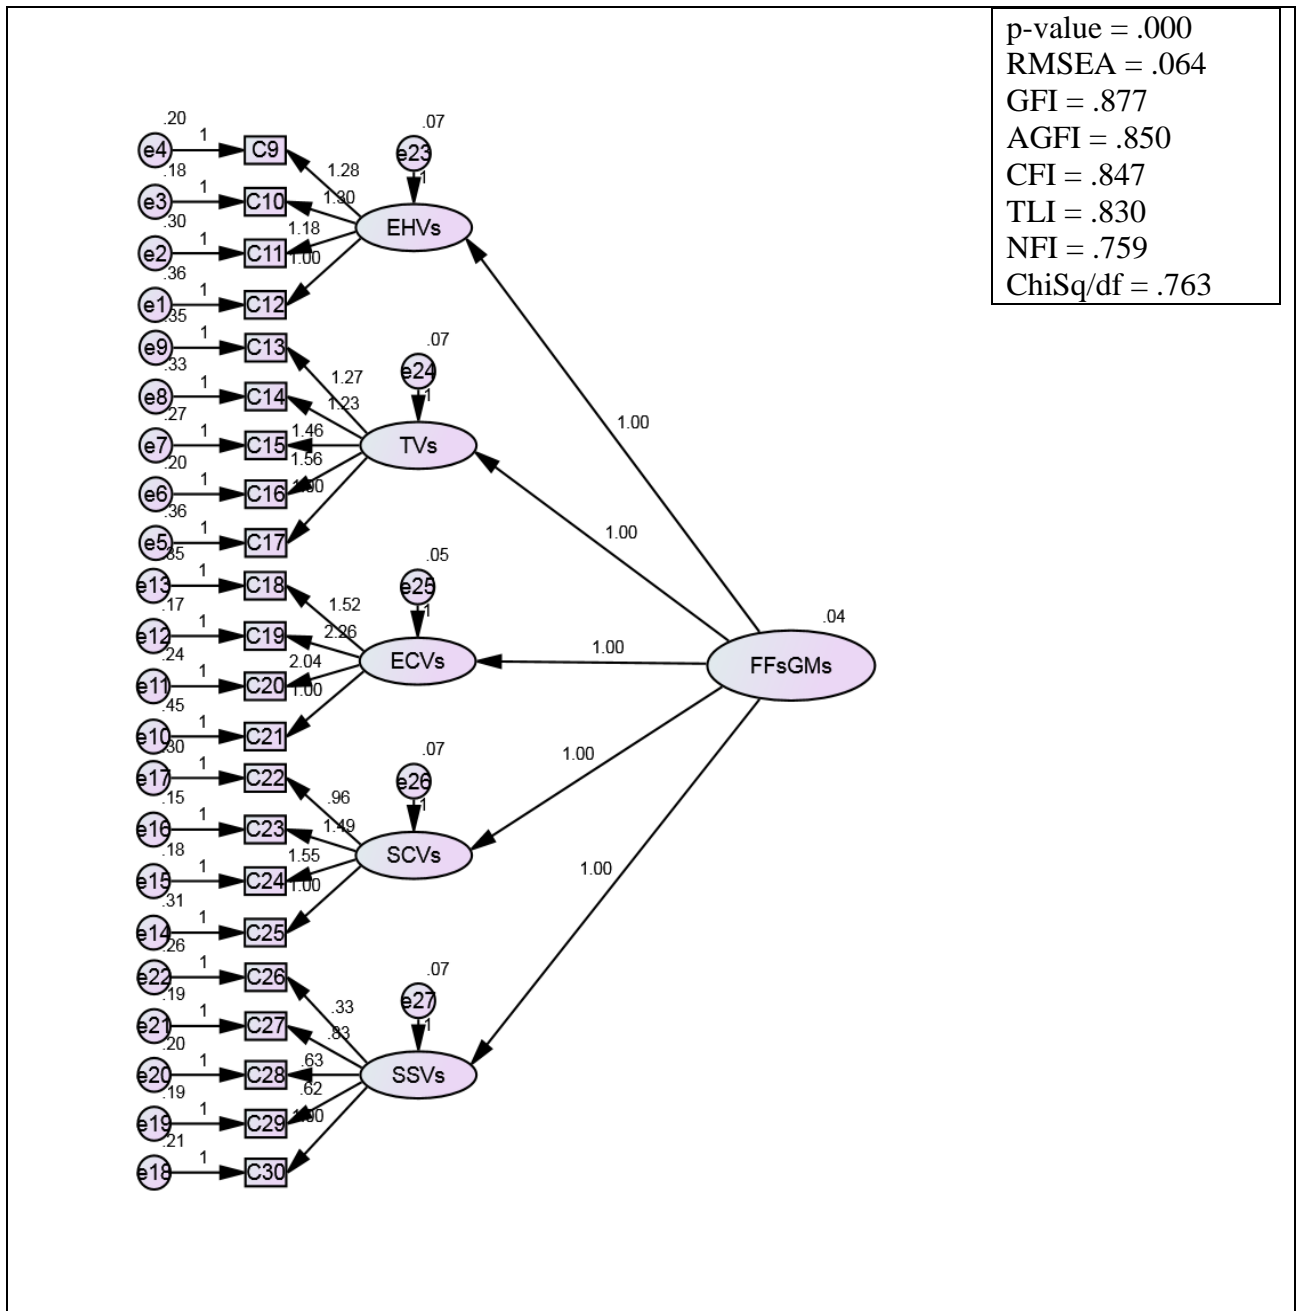 p-value = .000
RMSEA = .064
GFI = .877
AGFI = .850
CFI = .847
TLI = .830
NFI = .759
ChiSq/df = .763
.20
e4 1 C9
.18
e3 1 C10
.30
e2 1 C11
.36
e1 1 C12
.35
e9 1 C13
.33
e8 1 C14
.27
e7 1 C15
.20
e6 1 C16
.36
e5 1 C17
.35
e13 1 C18
.17
e12 1 C19
.24
e11 1 C20
.45
e10 1 C21
.30
e17 1 C22
.15
e16 1 C23
.18
e15 1 C24
.31
e14 1 C25
.26
e22 1 C26
.19
e21 1 C27
.20
e20 1 C28
.19
e19 1 C29
.21
e18 1 C30
1.28
1.30
1.18
1.00
.07
e23
1
EHVs
1.27
1.23
1.46
1.56
1.00
.07
e24
1
TVs
1.52
2.26
2.04
1.00
.05
e25
1
ECVs
.96
1.49
1.55
1.00
.07
e26
1
SCVs
.33
.83
.63
.62
1.00
.07
e27
1
SSVs
1.00
1.00
1.00
1.00
1.00
.04
FFsGMs